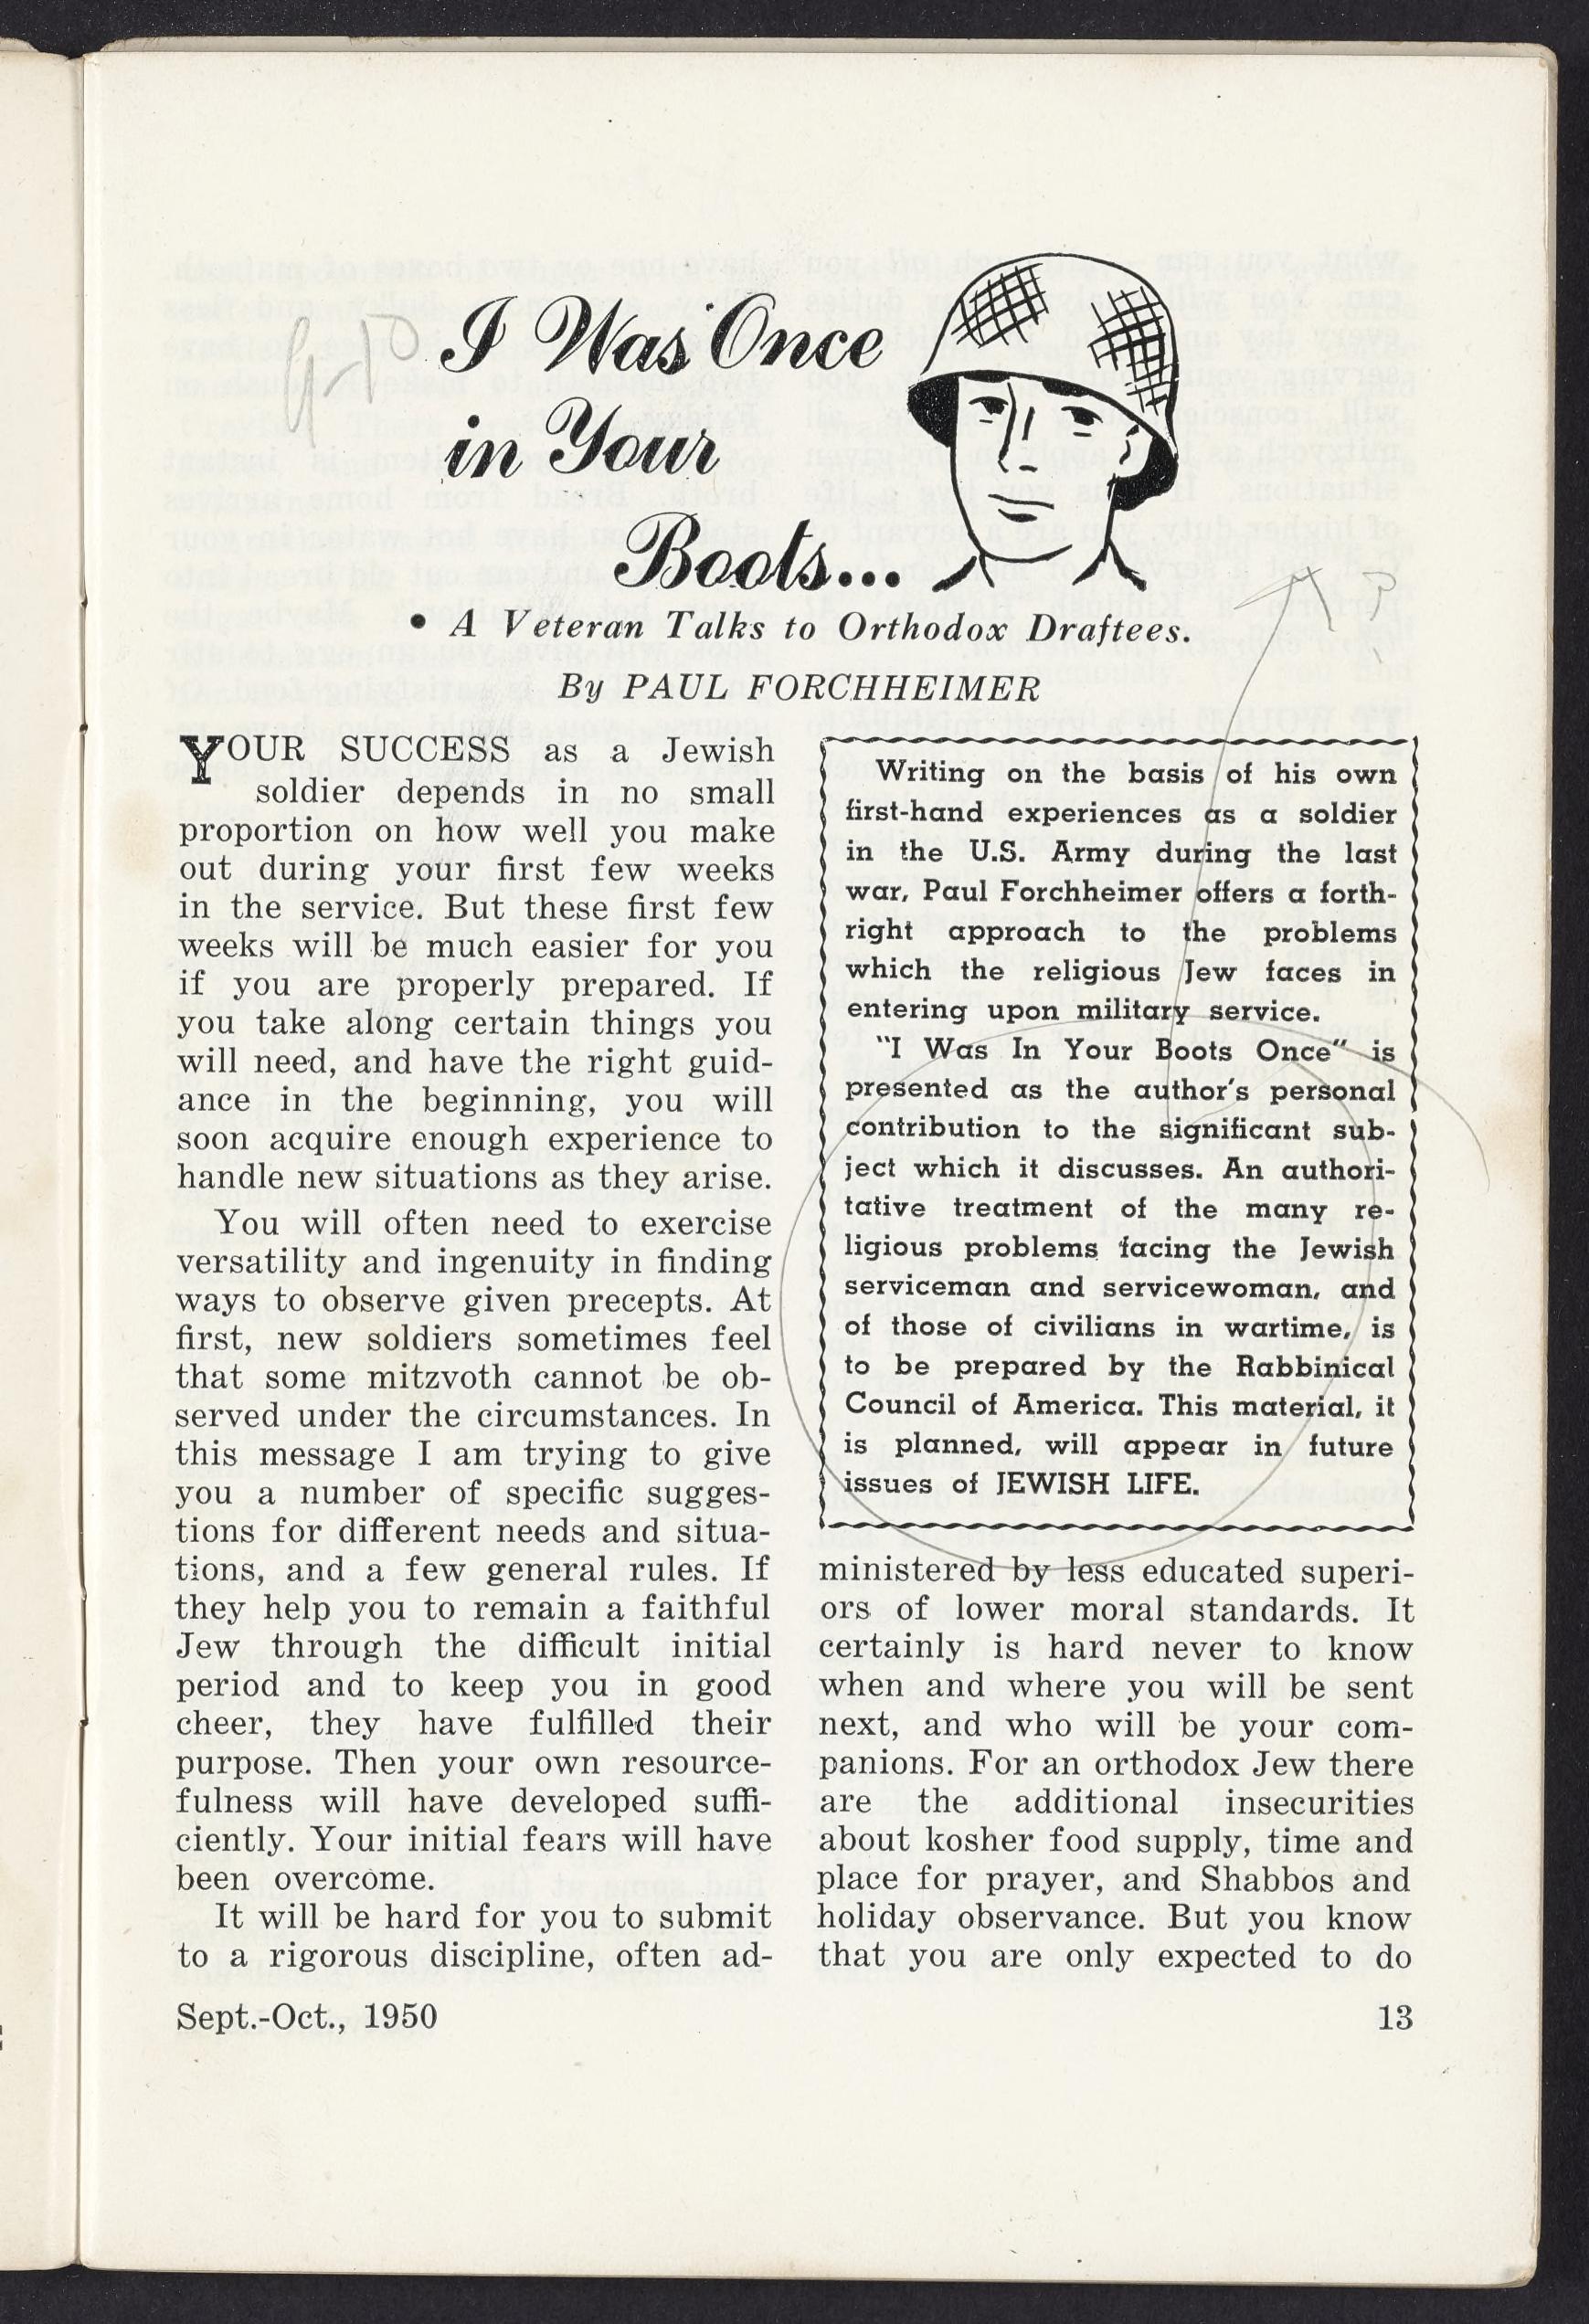 I Was Once
in Your
Boots...
• A Veteran Talks to Orthodox Draftees.
By PAUL FORCHHEIMER
YOUR SUCCESS as a Jewish
soldier depends in no small
proportion on how well you make
out during your first few weeks
in the service. But these first few
weeks will be much easier for you
if you are properly prepared. If
you take along certain things you
will need, and have the right guid-
ance in the beginning, you will
soon acquire enough experience to
handle new situations as they arise.
You will often need to exercise
versatility and ingenuity in finding
ways to observe given precepts. At
first, new soldiers sometimes feel
that some mitzvoth cannot be ob-
served under the circumstances. In
this message I am trying to give
you a number of specific sugges-
tions for different needs and situa-
tions, and a few general rules. If
they help you to remain a faithful
Jew through the difficult initial
period and to keep you in good
cheer, they have fulfilled their
purpose. Then your own resource-
fulness will have developed suffi-
ciently. Your initial fears will have
been overcome.
It will be hard for you to submit
to a rigorous discipline, often ad-
Writing on the basis of his own
first-hand experiences as a soldier
in the U.S. Army during the last
war, Paul Forchheimer offers a forth-
right approach to the problems
which the religious Jew faces in
entering upon military service.
"I Was In Your Boots Once" is
presented as the author's personal
contribution to the significant sub-
ject which it discusses. An authori-
tative treatment of the many re-
ligious problems facing the Jewish
serviceman and servicewoman, and
of those of civilians in wartime, is
to be prepared by the Rabbinical
Council of America. This material, it
is planned, will appear in future
issues of JEWISH LIFE.
ministered by less educated superi-
ors of lower moral standards. It
certainly is hard never to know
when and where you will be sent
next, and who will be your com-
panions. For an orthodox Jew there
are the additional insecurities
about kosher food supply, time and
place for prayer, and Shabbos and
holiday observance. But you know
that you are only expected to do
Sept.-Oct., 1950
13